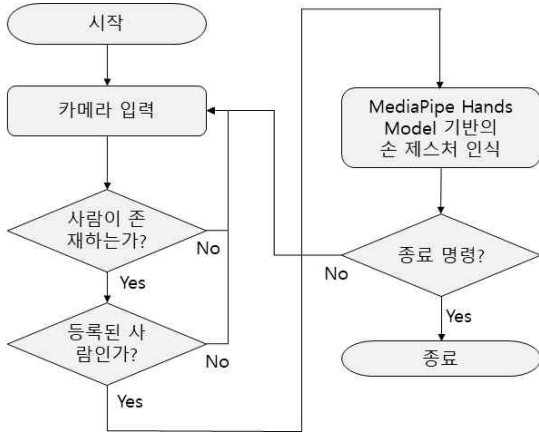 시작
카메라 입력
사람이 존
재하는가?
No
Yes
등록된 사
람인가?
No
Yes
MediaPipe Hands
Model 기반의
손 제스처 인식
종료 명령?
No
Yes
종료